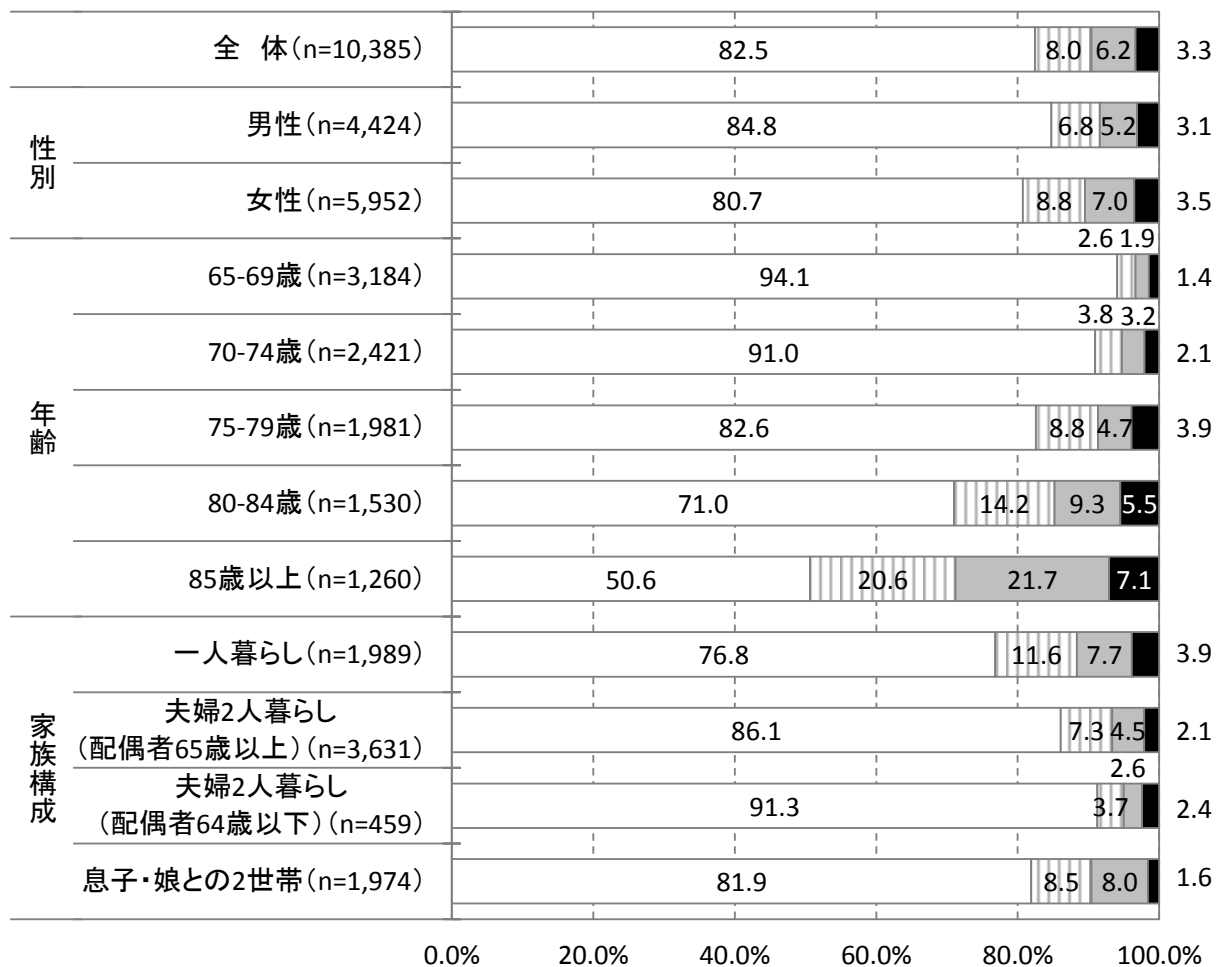 全 体（n=10,385） 82.5 8.0 6.2 3.3
性別
男性（n=4,424） 84.8 6.8 5.2 3.1
女性（n=5,952） 80.7 8.8 7.0 3.5
年齢
2.6 1.9
65-69歳（n=3,184） 94.1 1.4
3.8 3.2
70-74歳（n=2,421） 91.0 2.1
75-79歳（n=1,981） 82.6 8.8 4.7 3.9
80-84歳（n=1,530） 71.0 14.2 9.3 5.5
85歳以上（n=1,260） 50.6 20.6 21.7 7.1
家族構成
一人暮らし（n=1,989） 76.8 11.6 7.7 3.9
夫婦2人暮らし
（配偶者65歳以上）（n=3,631） 86.1 7.3 4.5 2.1
2.6
夫婦2人暮らし
（配偶者64歳以下）（n=459） 91.3 3.7 2.4
息子・娘との2世帯（n=1,974） 81.9 8.5 8.0 1.6
0.0% 20.0% 40.0% 60.0% 80.0% 100.0%